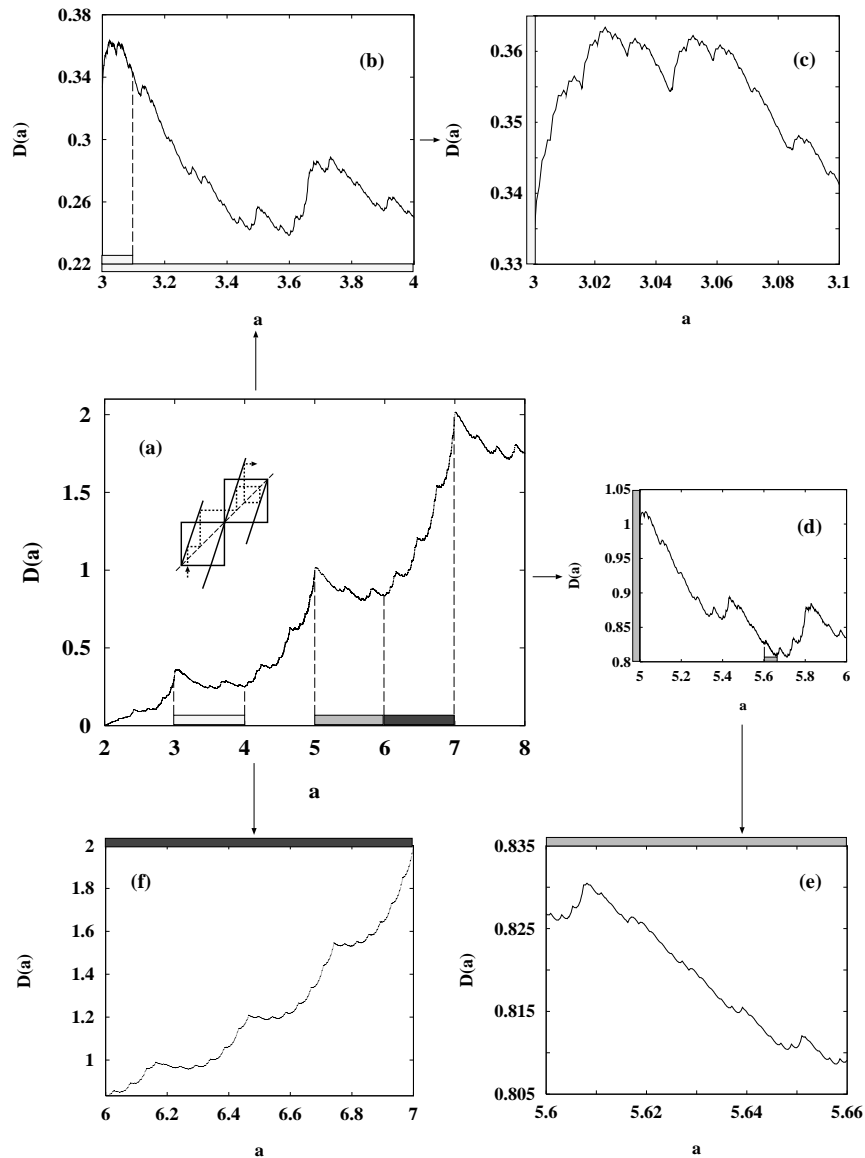 0.38
0.34
0.3
0.26
0.22
D(a)
(b)
3 3.2 3.4 3.6 3.8 4
a
0.36
0.35
0.34
0.33
D(a)
(c)
3 3.02 3.04 3.06 3.08 3.1
a
2
1.5
1
0.5
0
D(a)
(a)
2 3 4 5 6 7 8
a
1.05
1
0.95
0.9
0.85
0.8
D(a)
(d)
5 5.2 5.4 5.6 5.8 6
a
2
1.8
1.6
1.4
1.2
1
D(a)
(f)
6 6.2 6.4 6.6 6.8 7
a
0.835
0.825
0.815
0.805
D(a)
(e)
5.6 5.62 5.64 5.66
a